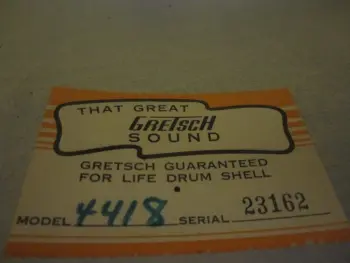 THAT GREAT
GRETSCH
SOUND
GRETSCH GUARANTEED
FOR LIFE DRUM SHELL
MODEL 4418 SERIAL 23162